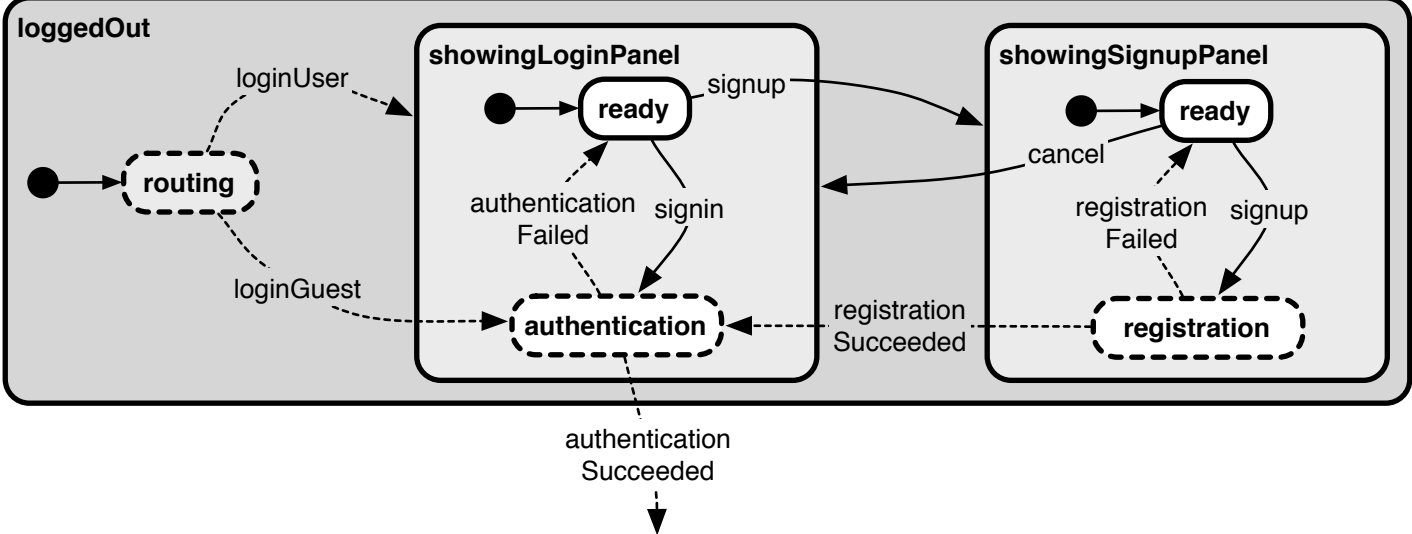 loggedOut
showingLoginPanel
showingSignupPanel
loginUser
signup
ready
ready
cancel
routing
authentication
Failed
signin
registration
Failed
signup
loginGuest
authentication
registration
Succeeded
registration
authentication
Succeeded